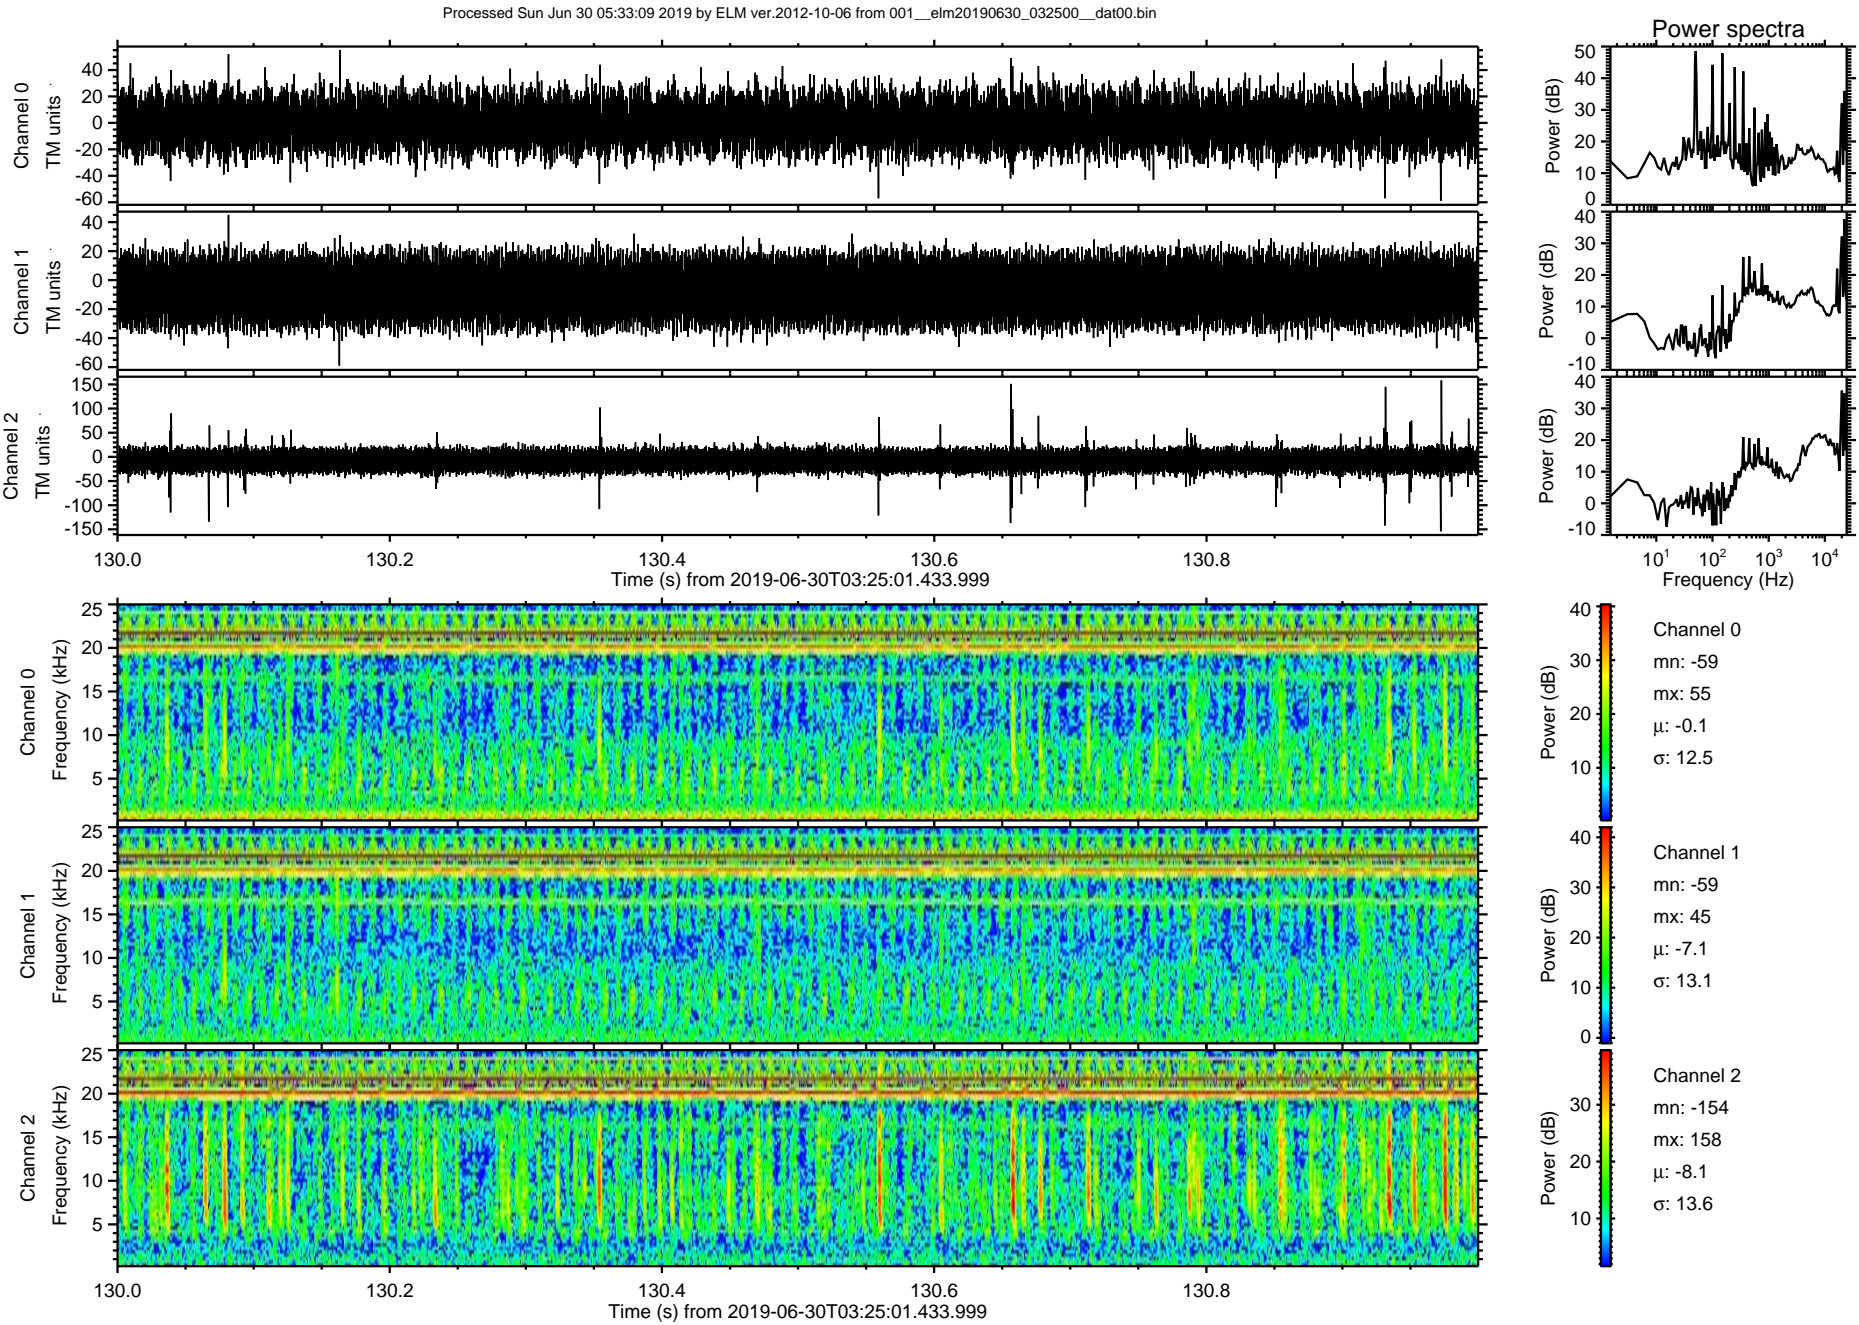 Processed Sun Jun 30 05:33:09 2019 by ELM ver.2012-10-06 from 001__elm20190630_032500__dat00.bin
Power spectra
Channel 0
TM units
40
20
0
-20
-40
-60
Power (dB)
50
40
30
20
10
0
Channel 1
TM units
40
20
0
-20
-40
-60
Power (dB)
40
30
20
10
0
-10
Channel 2
TM units
150
100
50
0
-50
-100
-150
Power (dB)
40
30
20
10
0
-10
130.0 130.2 130.4 130.6 130.8
Time (s) from 2019-06-30T03:25:01.433.999
10^1 10^2 10^3 10^4
Frequency (Hz)
Channel 0
Frequency (kHz)
25
20
15
10
5
Power (dB)
40
30
20
10
Channel 0
mn: -59
mx: 55
μ: -0.1
σ: 12.5
Channel 1
Frequency (kHz)
25
20
15
10
5
Power (dB)
40
30
20
10
0
Channel 1
mn: -59
mx: 45
μ: -7.1
σ: 13.1
Channel 2
Frequency (kHz)
25
20
15
10
5
Power (dB)
30
20
10
Channel 2
mn: -154
mx: 158
μ: -8.1
σ: 13.6
130.0 130.2 130.4 130.6 130.8
Time (s) from 2019-06-30T03:25:01.433.999